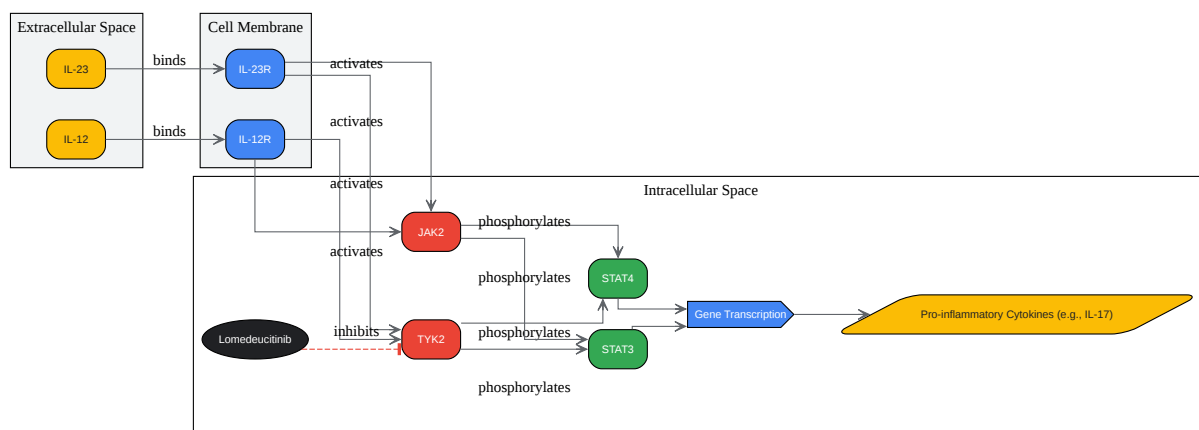 Extracellular Space
Cell Membrane
IL-23
binds
IL-23R
activates
IL-12
binds
IL-12R
activates
activates
Intracellular Space
JAK2
phosphorylates
activates
phosphorylates
STAT4
Gene Transcription
Pro-inflammatory Cytokines (e.g., IL-17)
Lomedeucitinib
inhibits
TYK2
phosphorylates
STAT3
phosphorylates